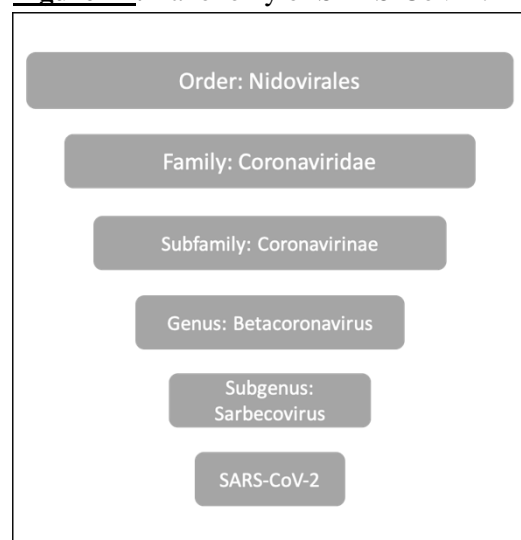 Order: Nidovirales
Family: Coronaviridae
Subfamily: Coronavirinae
Genus: Betacoronavirus
Subgenus:
Sarbecovirus
SARS-CoV-2